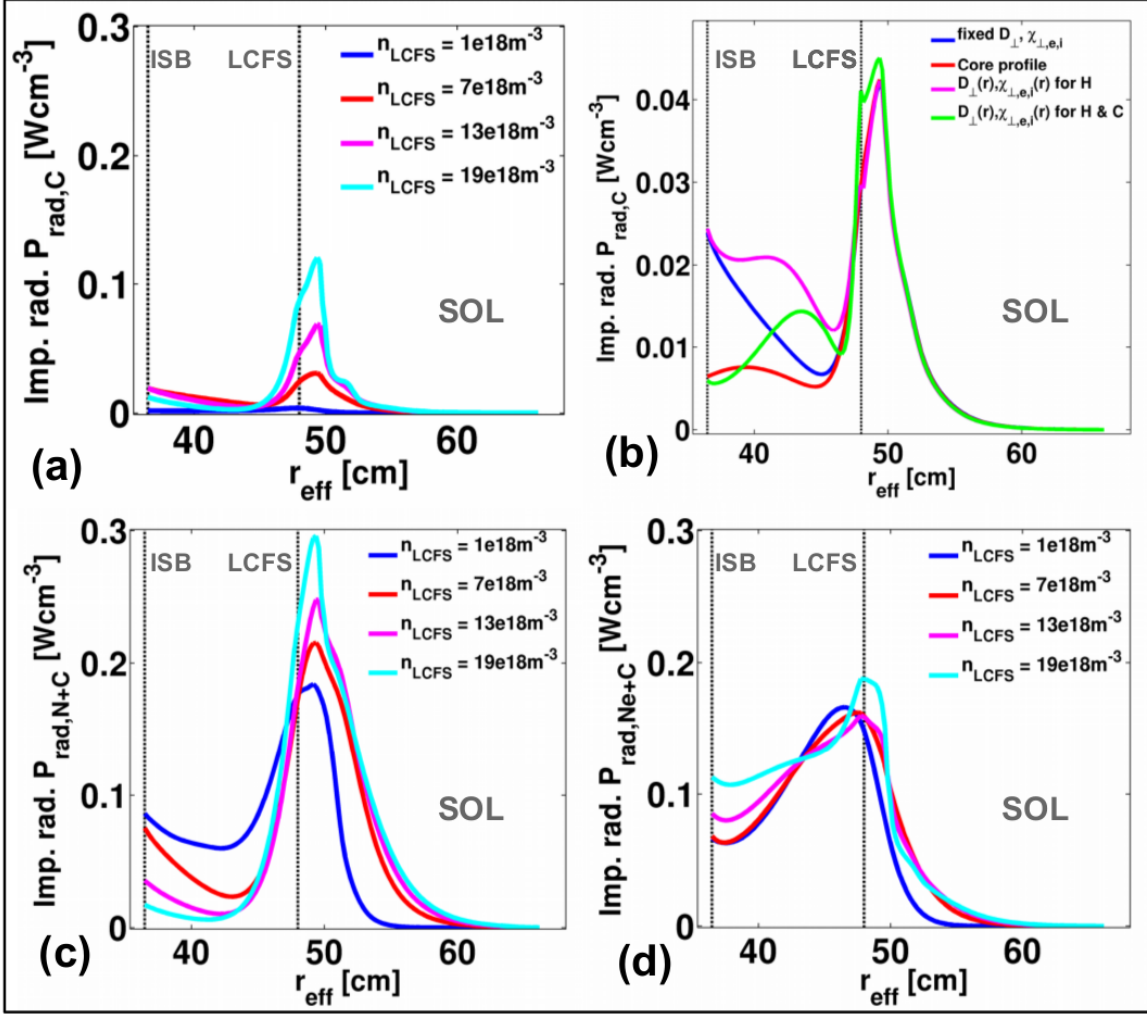 Imp. rad. P_rad,C [Wcm^-3]
0.3
0.2
0.1
0
ISB LCFS
n_LCFS = 1e18m^-3
n_LCFS = 7e18m^-3
n_LCFS = 13e18m^-3
n_LCFS = 19e18m^-3
SOL
40 50 60
(a)
r_eff [cm]
Imp. rad. P_rad,C [Wcm^-3]
0.04
0.03
0.02
0.01
0
ISB LCFS
fixed D_⊥, χ_⊥,e,i
Core profile
D_⊥(r),χ_⊥,e,i(r) for H
D_⊥(r),χ_⊥,e,i(r) for H & C
SOL
40 50 60
(b)
r_eff [cm]
Imp. rad. P_rad,N+C [Wcm^-3]
0.3
0.2
0.1
0
ISB LCFS
n_LCFS = 1e18m^-3
n_LCFS = 7e18m^-3
n_LCFS = 13e18m^-3
n_LCFS = 19e18m^-3
SOL
40 50 60
(c)
r_eff [cm]
Imp. rad. P_rad,Ne+C [Wcm^-3]
0.3
0.2
0.1
0
ISB LCFS
n_LCFS = 1e18m^-3
n_LCFS = 7e18m^-3
n_LCFS = 13e18m^-3
n_LCFS = 19e18m^-3
SOL
40 50 60
(d)
r_eff [cm]